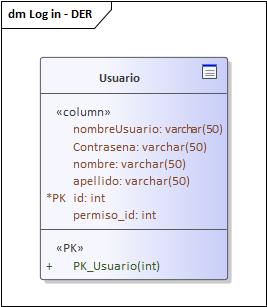 dm Log in - DER
Usuario
«column»
nombreUsuario: varchar(50)
Contrasena: varchar(50)
nombre: varchar(50)
apellido: varchar(50)
*PK id: int
permiso_id: int
«PK»
+ PK_Usuario(int)